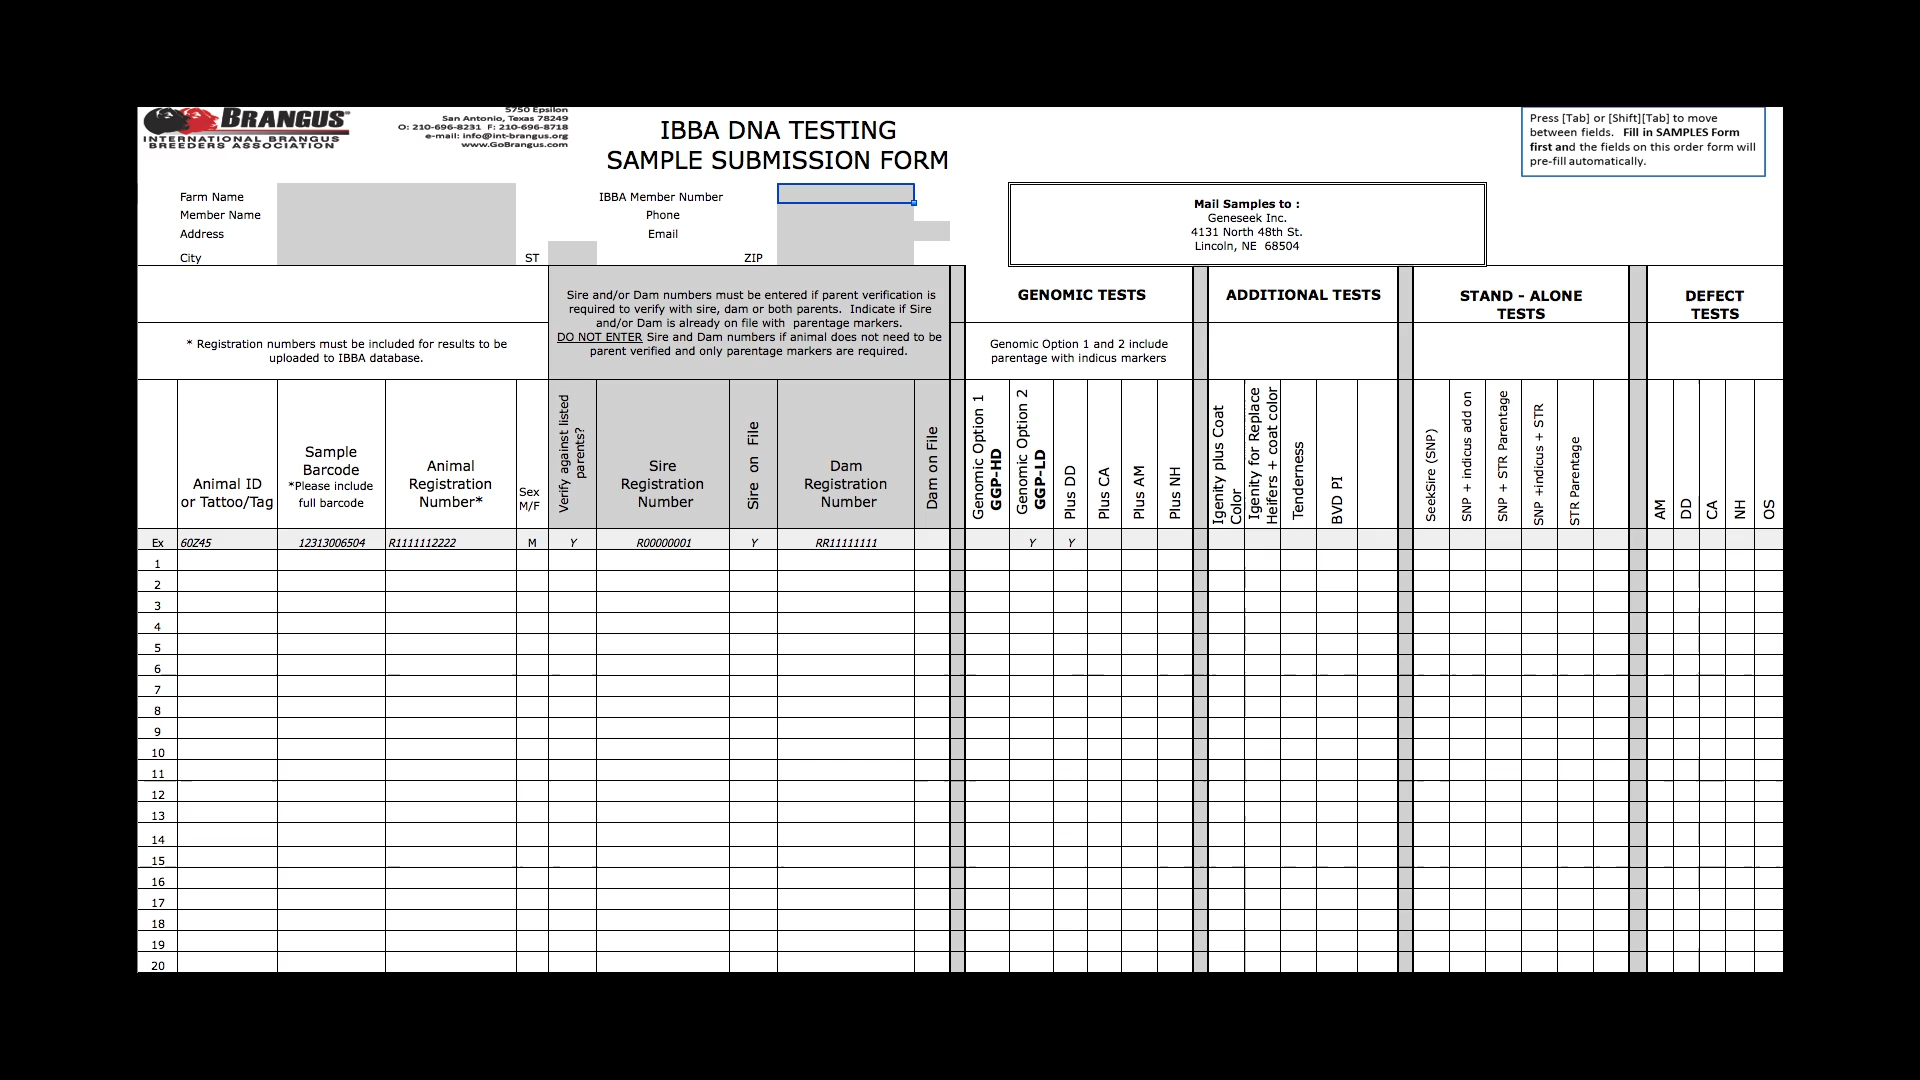 BRANGUS
INTERNATIONAL BRANGUS
BREEDERS ASSOCIATION
5750 Epsilon
San Antonio, Texas 78249
O: 210-696-8231 F: 210-696-8718
e-mail: info@int-brangus.org
www.GoBrangus.com
IBBA DNA TESTING
SAMPLE SUBMISSION FORM
Press [Tab] or [Shift][Tab] to move
between fields. Fill in SAMPLES Form
first and the fields on this order form will
pre-fill automatically.
Farm Name
Member Name
Address
City
ST
IBBA Member Number
Phone
Email
ZIP
Mail Samples to :
Geneseek Inc.
4131 North 48th St.
Lincoln, NE 68504
* Registration numbers must be included for results to be
uploaded to IBBA database.
Sire and/or Dam numbers must be entered if parent verification is
required to verify with sire, dam or both parents. Indicate if Sire
and/or Dam is already on file with parentage markers.
DO NOT ENTER Sire and Dam numbers if animal does not need to be
parent verified and only parentage markers are required.
GENOMIC TESTS
Genomic Option 1 and 2 include
parentage with indicus markers
ADDITIONAL TESTS
STAND - ALONE
TESTS
DEFECT
TESTS
Animal ID
or Tattoo/Tag
Sample
Barcode
*Please include
full barcode
Animal
Registration
Number*
Sex
M/F
Verify against listed
parents?
Sire
Registration
Number
Sire on File
Dam
Registration
Number
Dam on File
Genomic Option 1
GGP-HD
Genomic Option 2
GGP-LD
Plus DD
Plus CA
Plus AM
Plus NH
Igenity plus Coat
Color
Igenity for Replace
Heifers + coat color
Tenderness
BVD PI
SeekSire (SNP)
SNP + indicus add on
SNP + STR Parentage
SNP +indicus + STR
STR Parentage
AM
DD
CA
NH
OS
Ex 60Z45 12313006504 R1111112222 M Y R00000001 Y RR11111111 Y Y
1
2
3
4
5
6
7
8
9
10
11
12
13
14
15
16
17
18
19
20